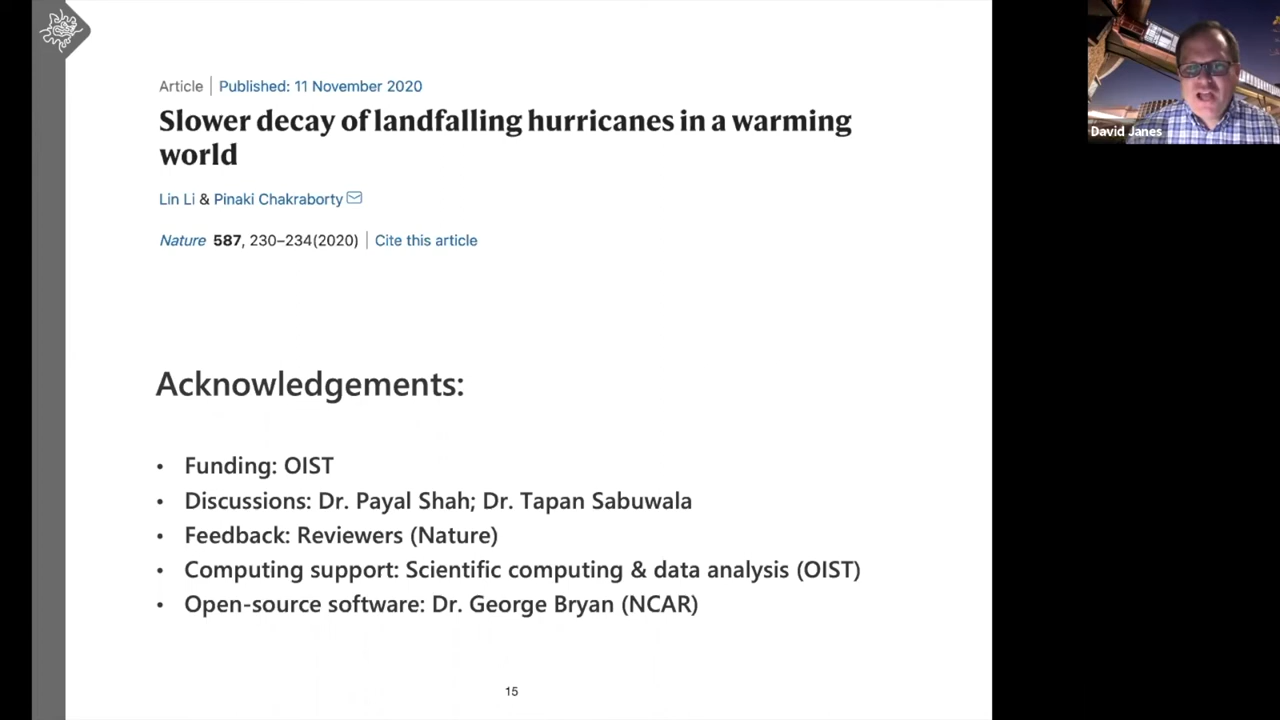 Article | Published: 11 November 2020
Slower decay of landfalling hurricanes in a warming
world
Lin Li & Pinaki Chakraborty
Nature 587, 230–234(2020) | Cite this article
Acknowledgements:
• Funding: OIST
• Discussions: Dr. Payal Shah; Dr. Tapan Sabuwala
• Feedback: Reviewers (Nature)
• Computing support: Scientific computing & data analysis (OIST)
• Open-source software: Dr. George Bryan (NCAR)
15
David Janes